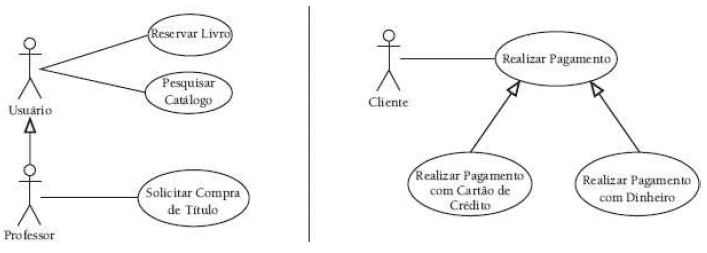 Reservar Livro
Pesquisar
Catálogo
Usuário
Solicitar Compra
de Título
Professor
Realizar Pagamento
Cliente
Realizar Pagamento
com Cartão de
Crédito
Realizar Pagamento
com Dinheiro